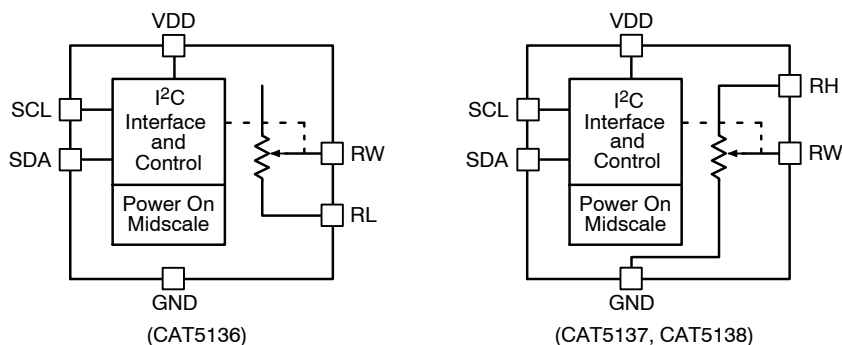 VDD
SCL
SDA
I²C
Interface
and
Control
Power On
Midscale
RW
RL
GND
(CAT5136)
VDD
SCL
SDA
I²C
Interface
and
Control
Power On
Midscale
RH
RW
GND
(CAT5137, CAT5138)